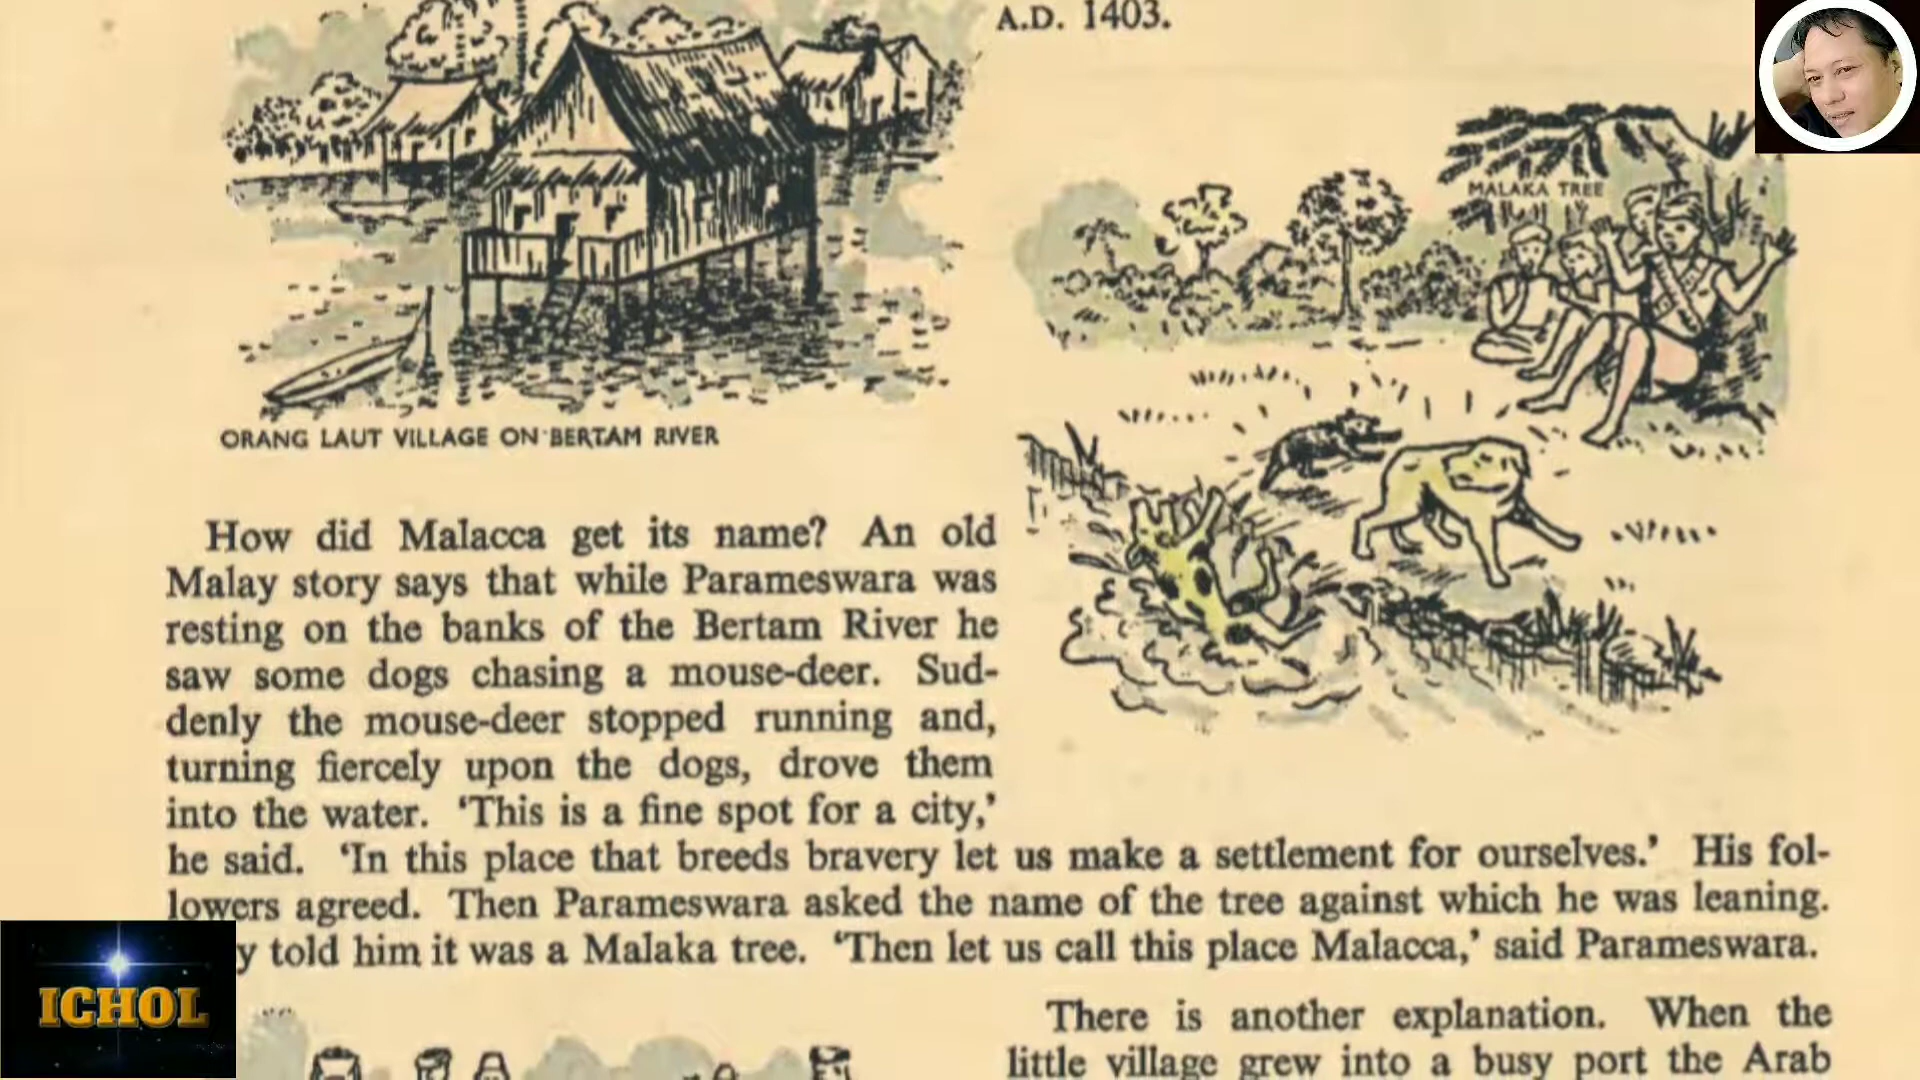 A.D. 1403.
MALAKA TREE
ORANG LAUT VILLAGE ON BERTAM RIVER
How did Malacca get its name? An old
Malay story says that while Parameswara was
resting on the banks of the Bertam River he
saw some dogs chasing a mouse-deer. Sud-
denly the mouse-deer stopped running and,
turning fiercely upon the dogs, drove them
into the water. ‘This is a fine spot for a city,’
he said. ‘In this place that breeds bravery let us make a settlement for ourselves.’ His fol-
lowers agreed. Then Parameswara asked the name of the tree against which he was leaning.
y told him it was a Malaka tree. ‘Then let us call this place Malacca,’ said Parameswara.
There is another explanation. When the
little village grew into a busy port the Arab
ICHOL